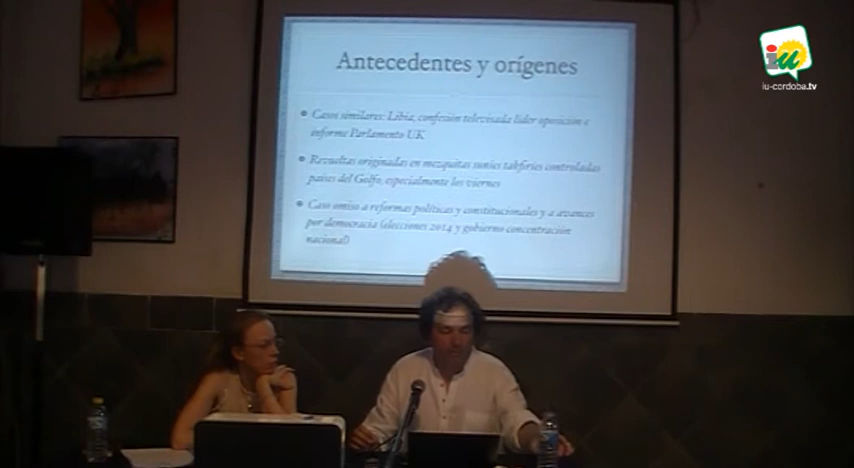 Antecedentes y orígenes
Casos similares: Libia; confesión televisada líder oposición e
informe Parlamento UK
Revueltas originadas en mezquitas suníes takfiríes controladas
países del Golfo, especialmente los viernes
Caso omiso a reformas políticas y constitucionales y a avances
por democracia (elecciones 2014 y gobierno concentración
nacional)
iu
iu-cordoba.tv